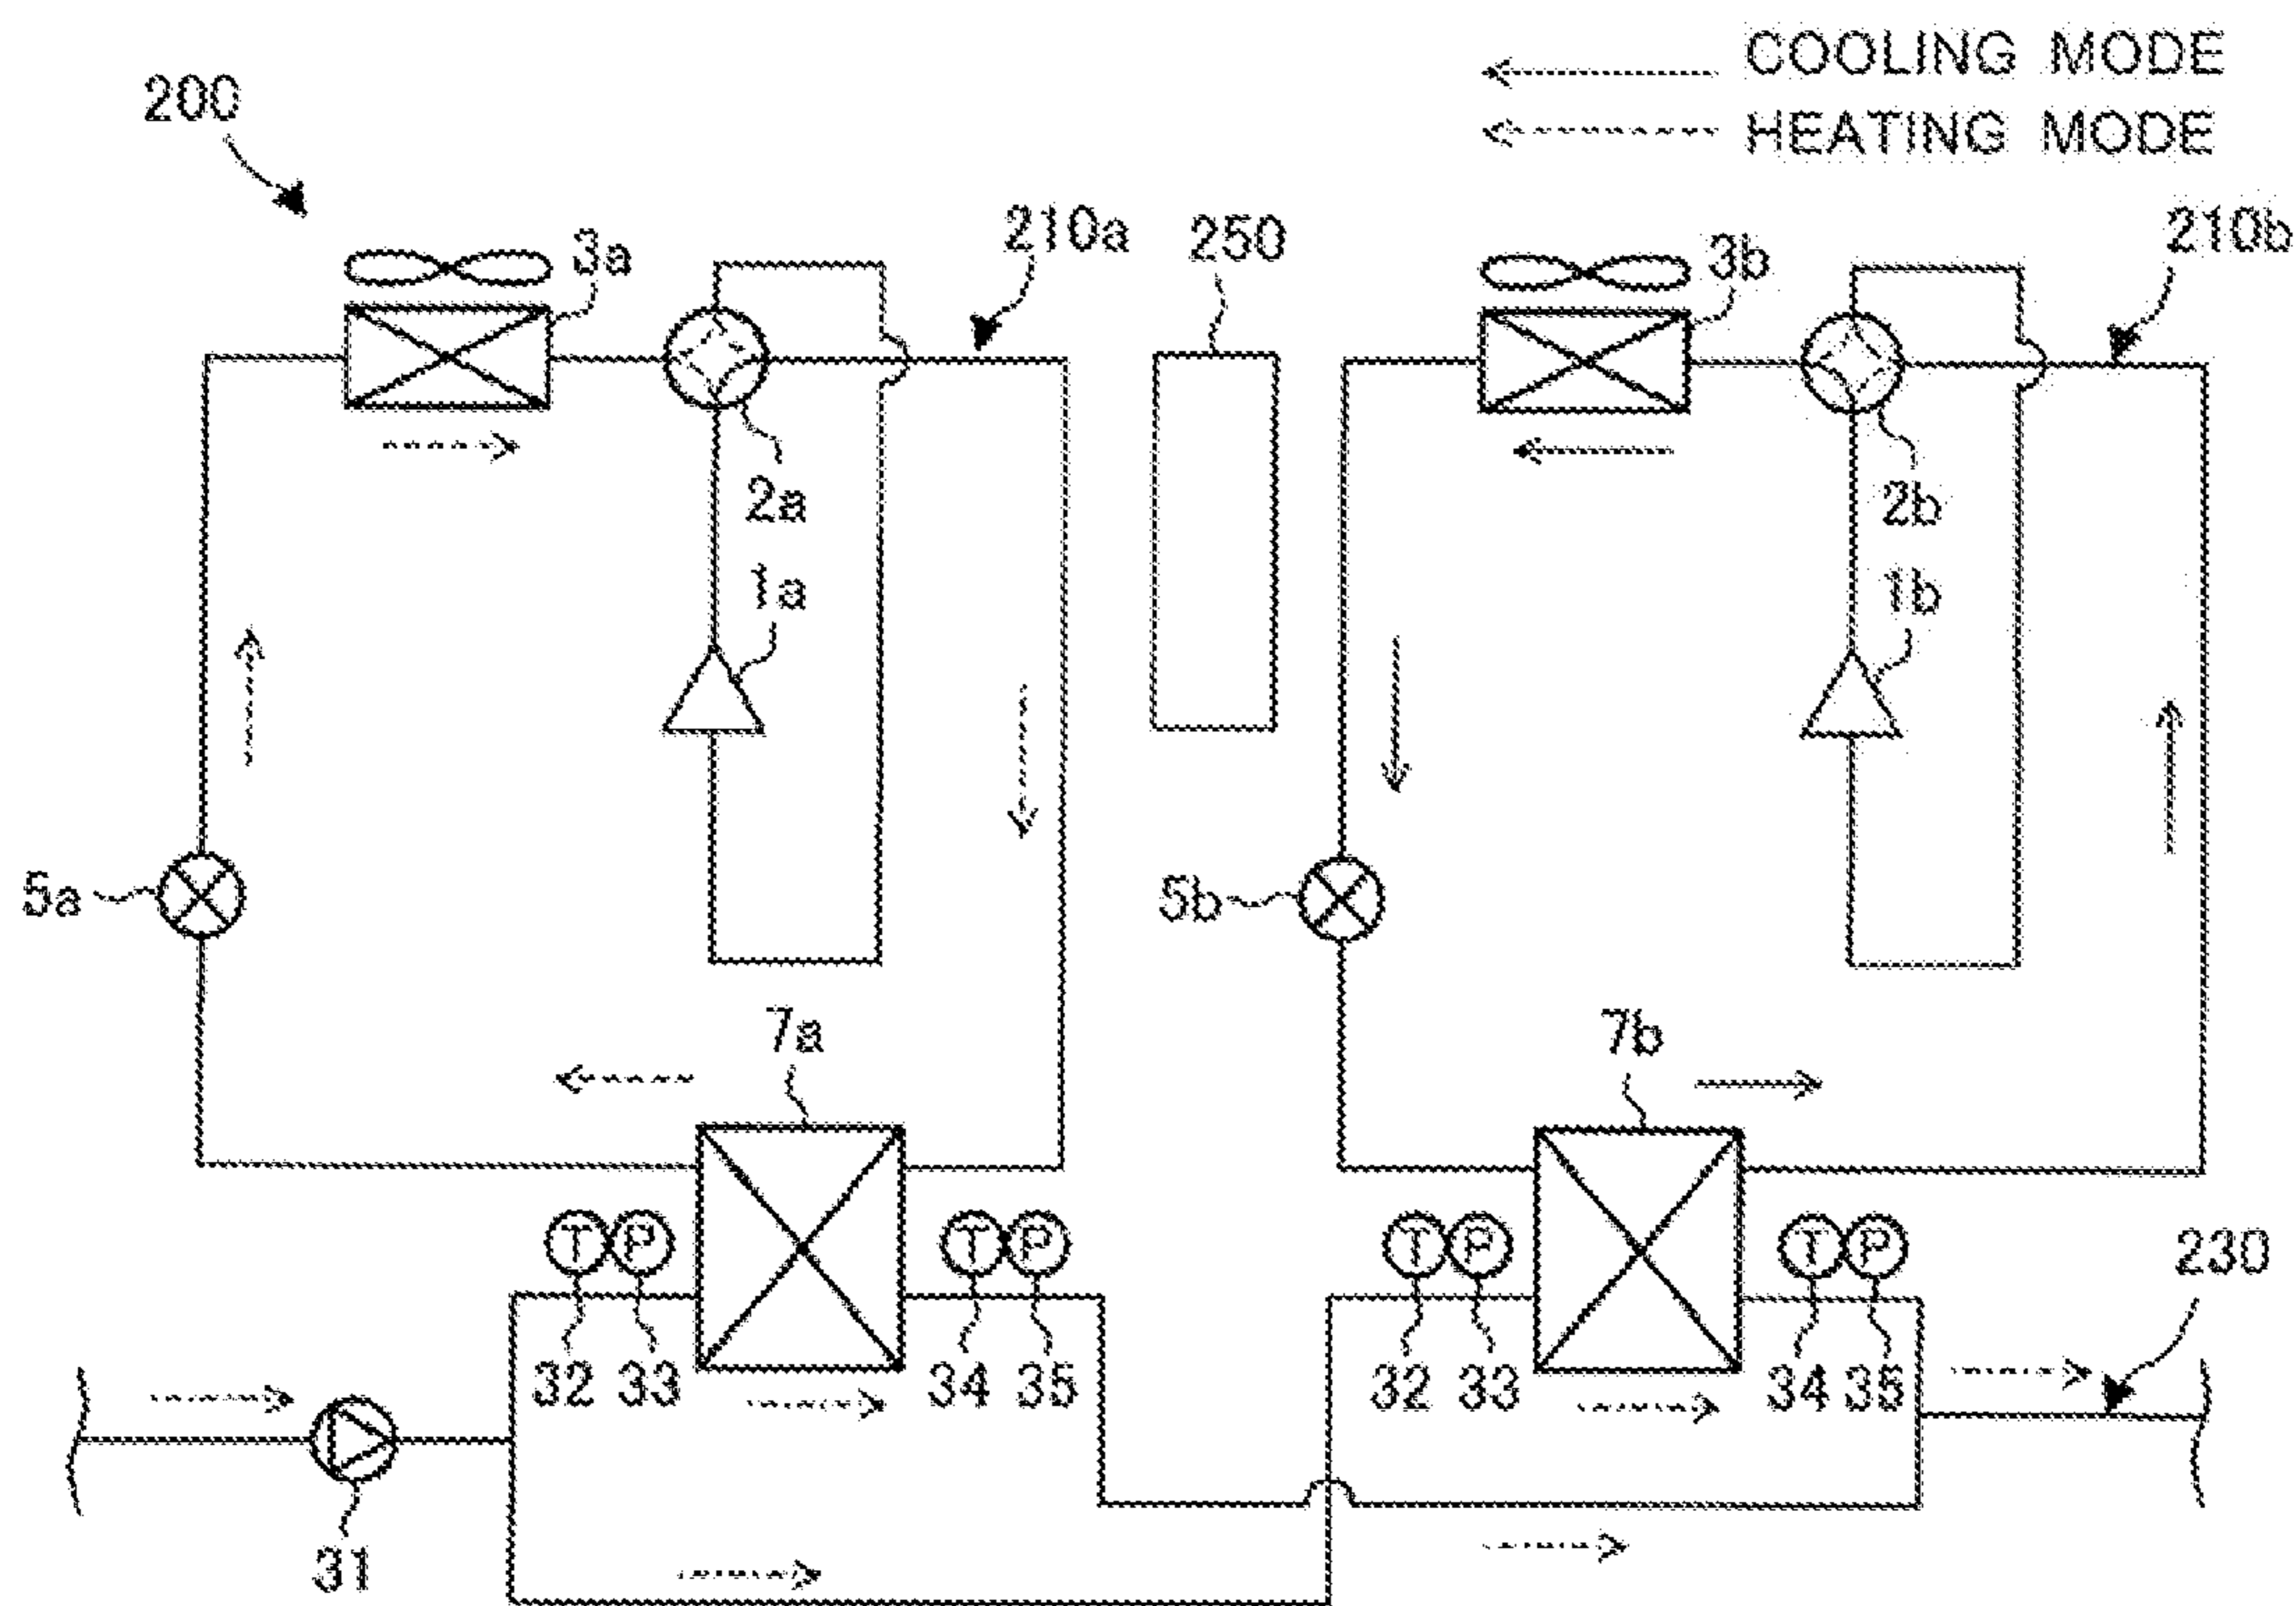 COOLING MODE
HEATING MODE
200
3a
210a
250
3b
210b
2a
2b
1a
1b
5a
5b
7a
7b
T P
T P
T P
T P
230
32 33
34 35
32 33
34 35
31